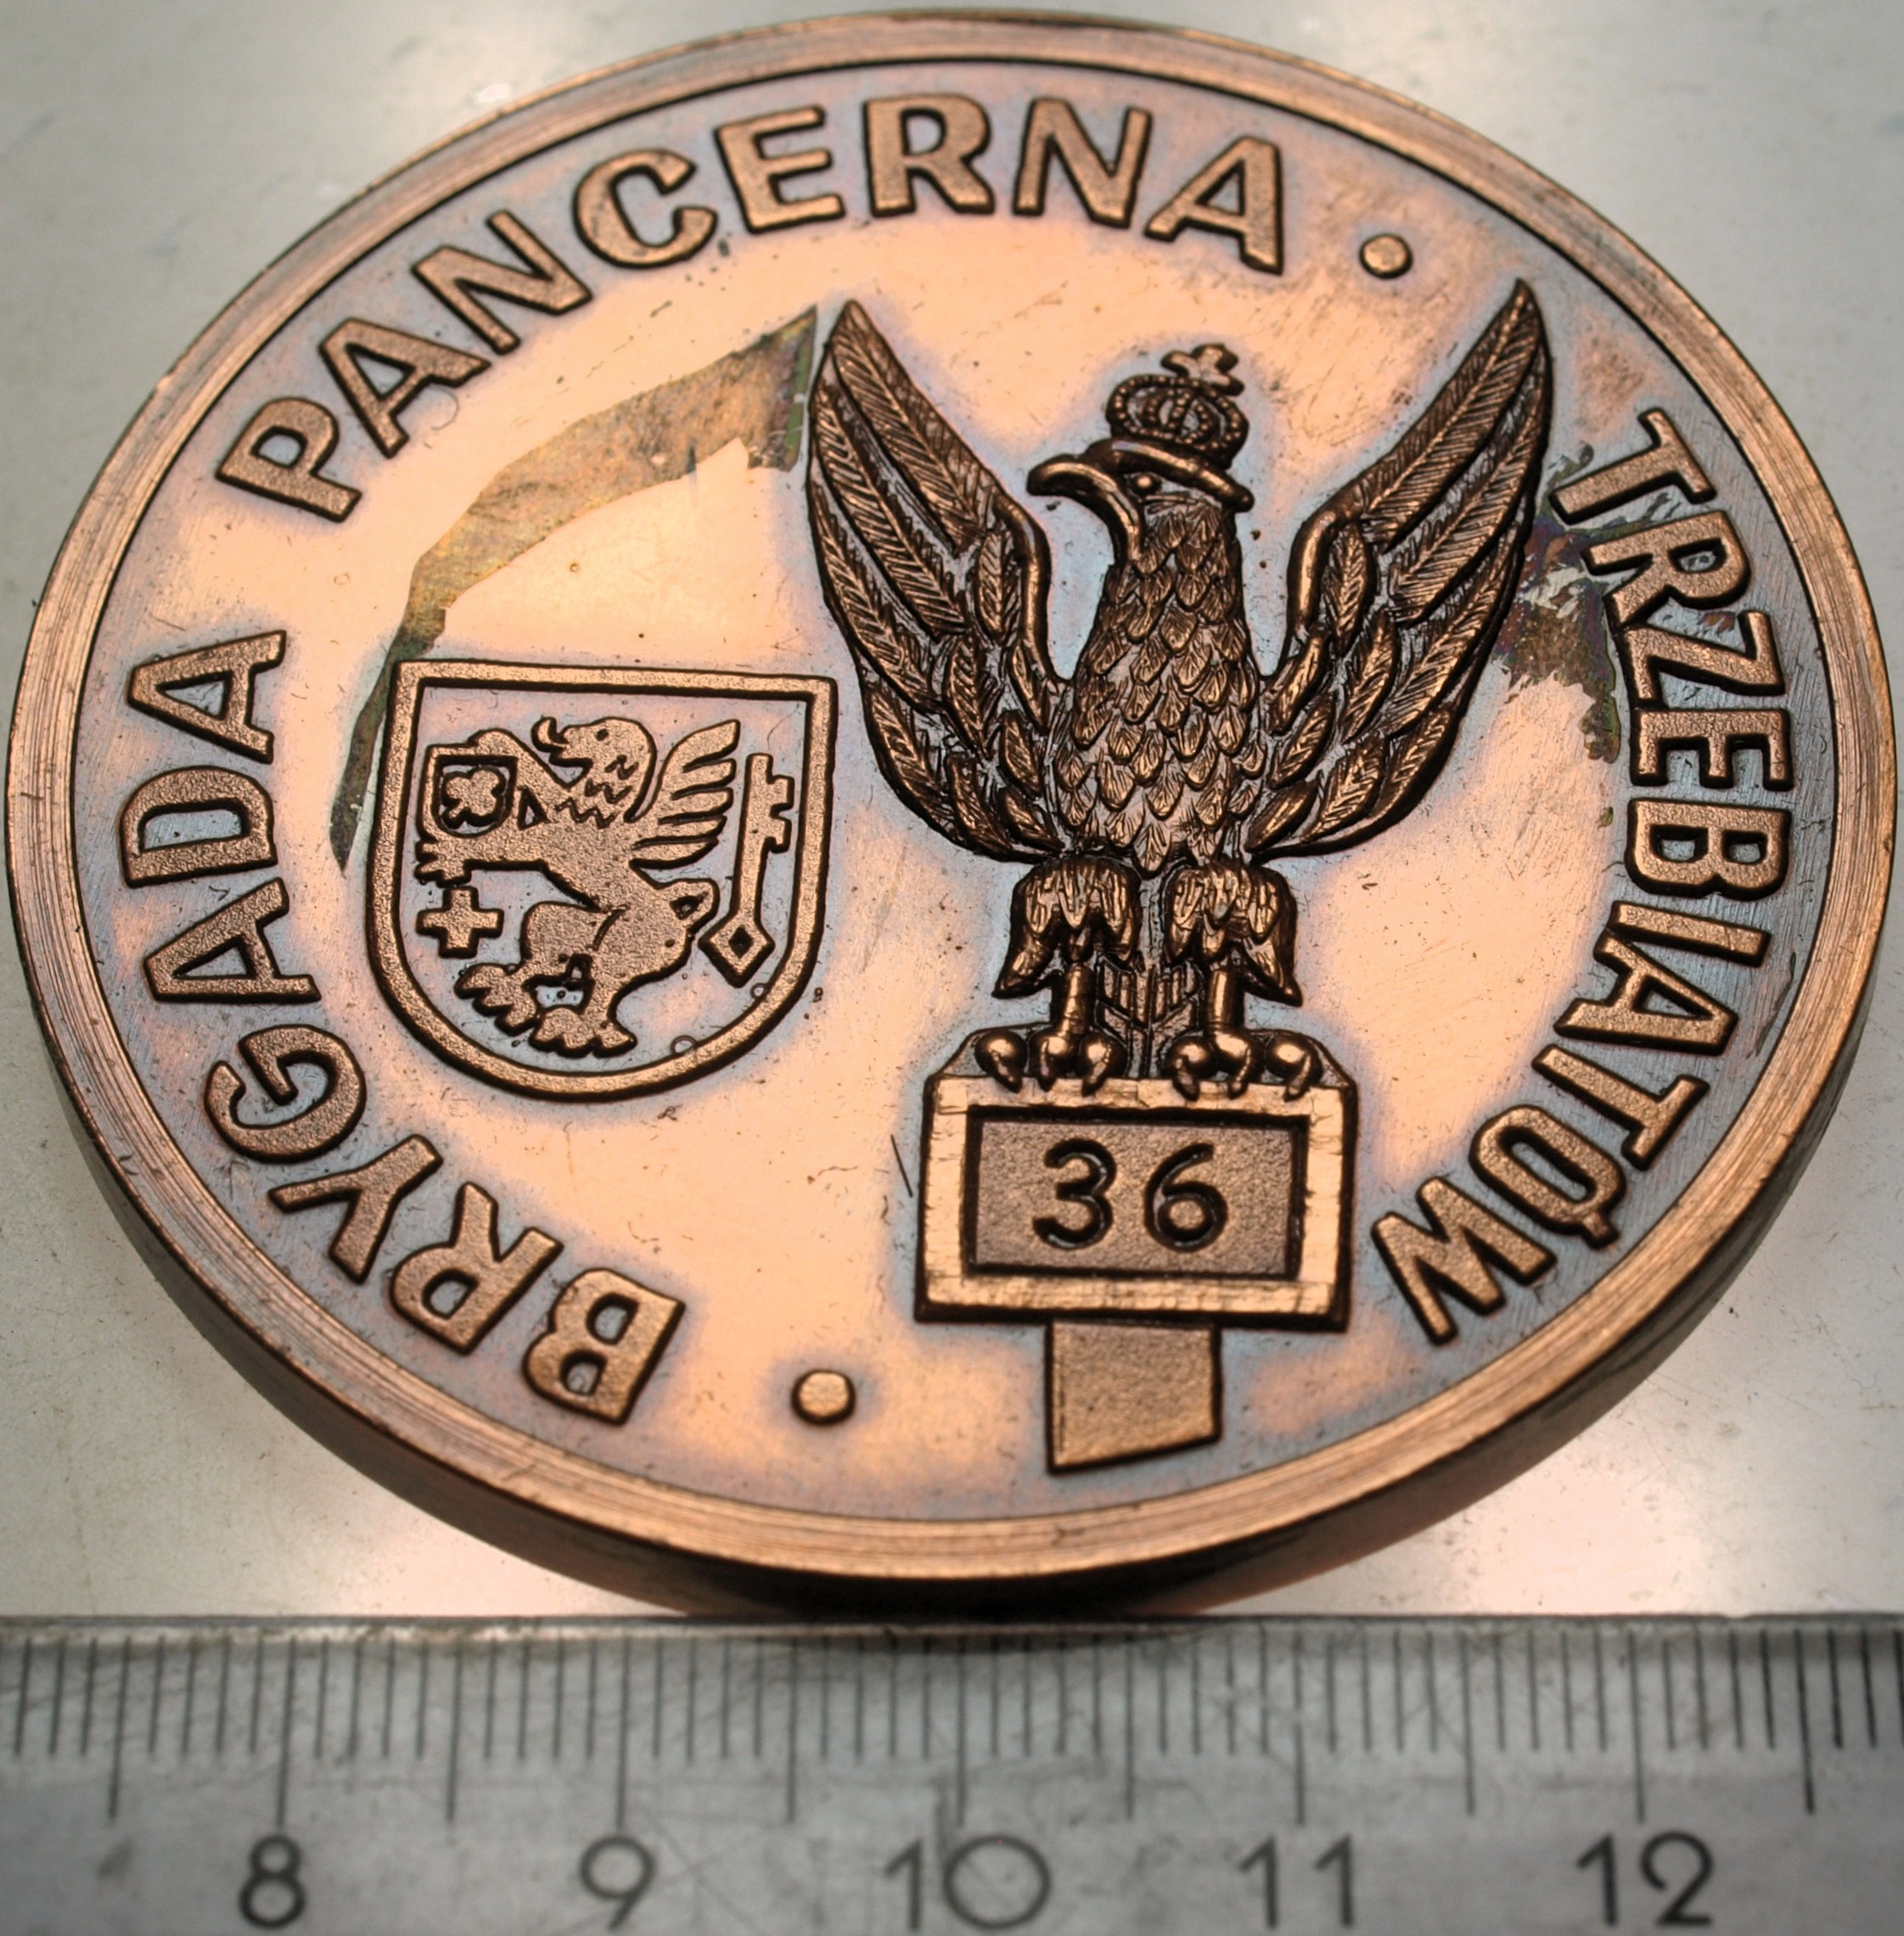 BRYGADA PANCERNA • TRZEBIATÓW •
36
8 9 10 11 12